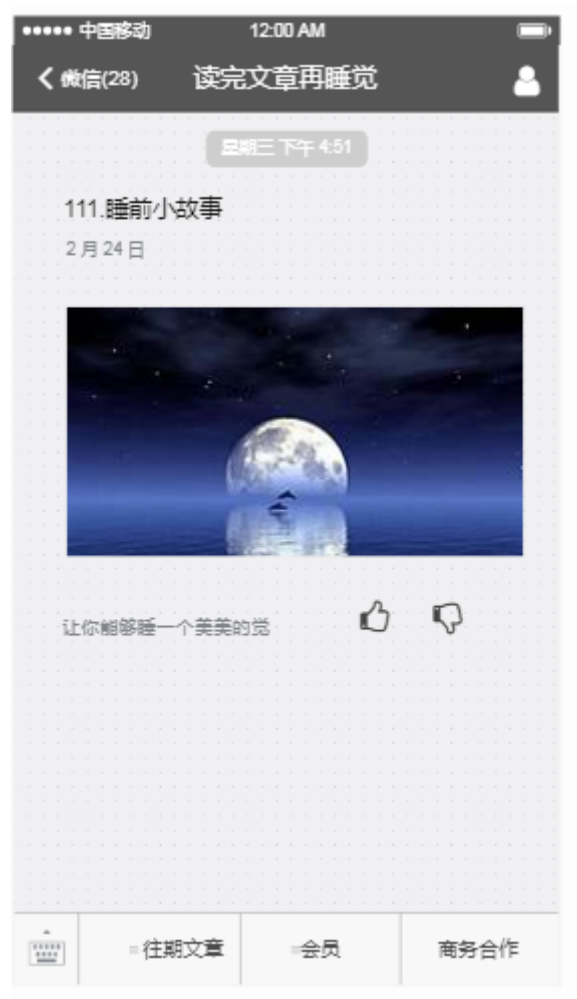 中国移动 12:00 AM
微信(28) 读完文章再睡觉
星期三 下午 4:51
111.睡前小故事
2月24日
让你能够睡一个美美的觉
往期文章 会员 商务合作